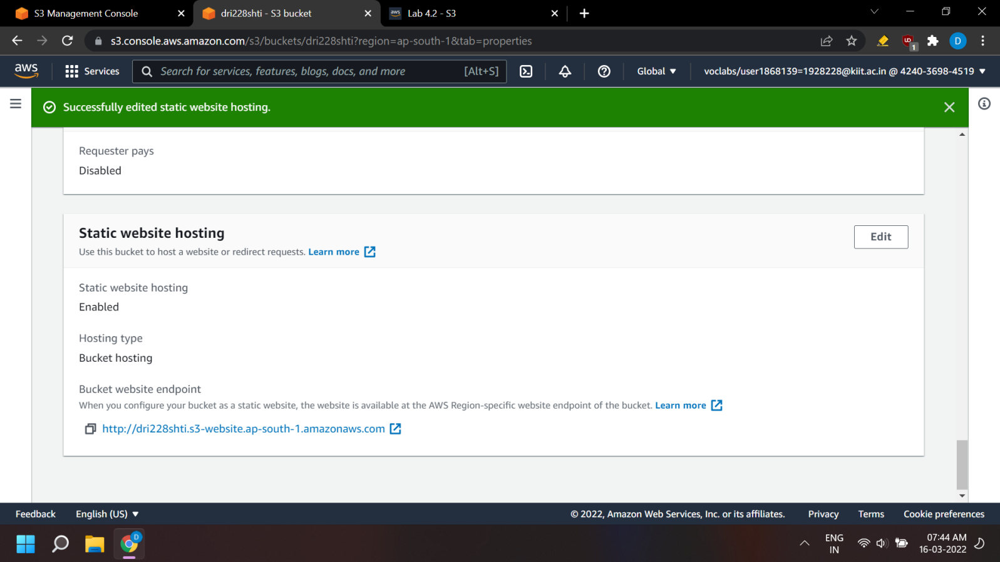 S3 Management Console
dri228shti - S3 bucket
aws Lab 4.2 - S3
s3.console.aws.amazon.com/s3/buckets/dri228shti?region=ap-south-1&tab=properties
1
D
aws
Services
Search for services, features, blogs, docs, and more
[Alt+S]
Global
voclabs/user1868139=1928228@kiit.ac.in @ 4240-3698-4519
Successfully edited static website hosting.
Requester pays
Disabled
Static website hosting
Edit
Use this bucket to host a website or redirect requests. Learn more
Static website hosting
Enabled
Hosting type
Bucket hosting
Bucket website endpoint
When you configure your bucket as a static website, the website is available at the AWS Region-specific website endpoint of the bucket. Learn more
http://dri228shti.s3-website.ap-south-1.amazonaws.com
Feedback
English (US)
© 2022, Amazon Web Services, Inc. or its affiliates.
Privacy
Terms
Cookie preferences
D
ENG
IN
07:44 AM
16-03-2022